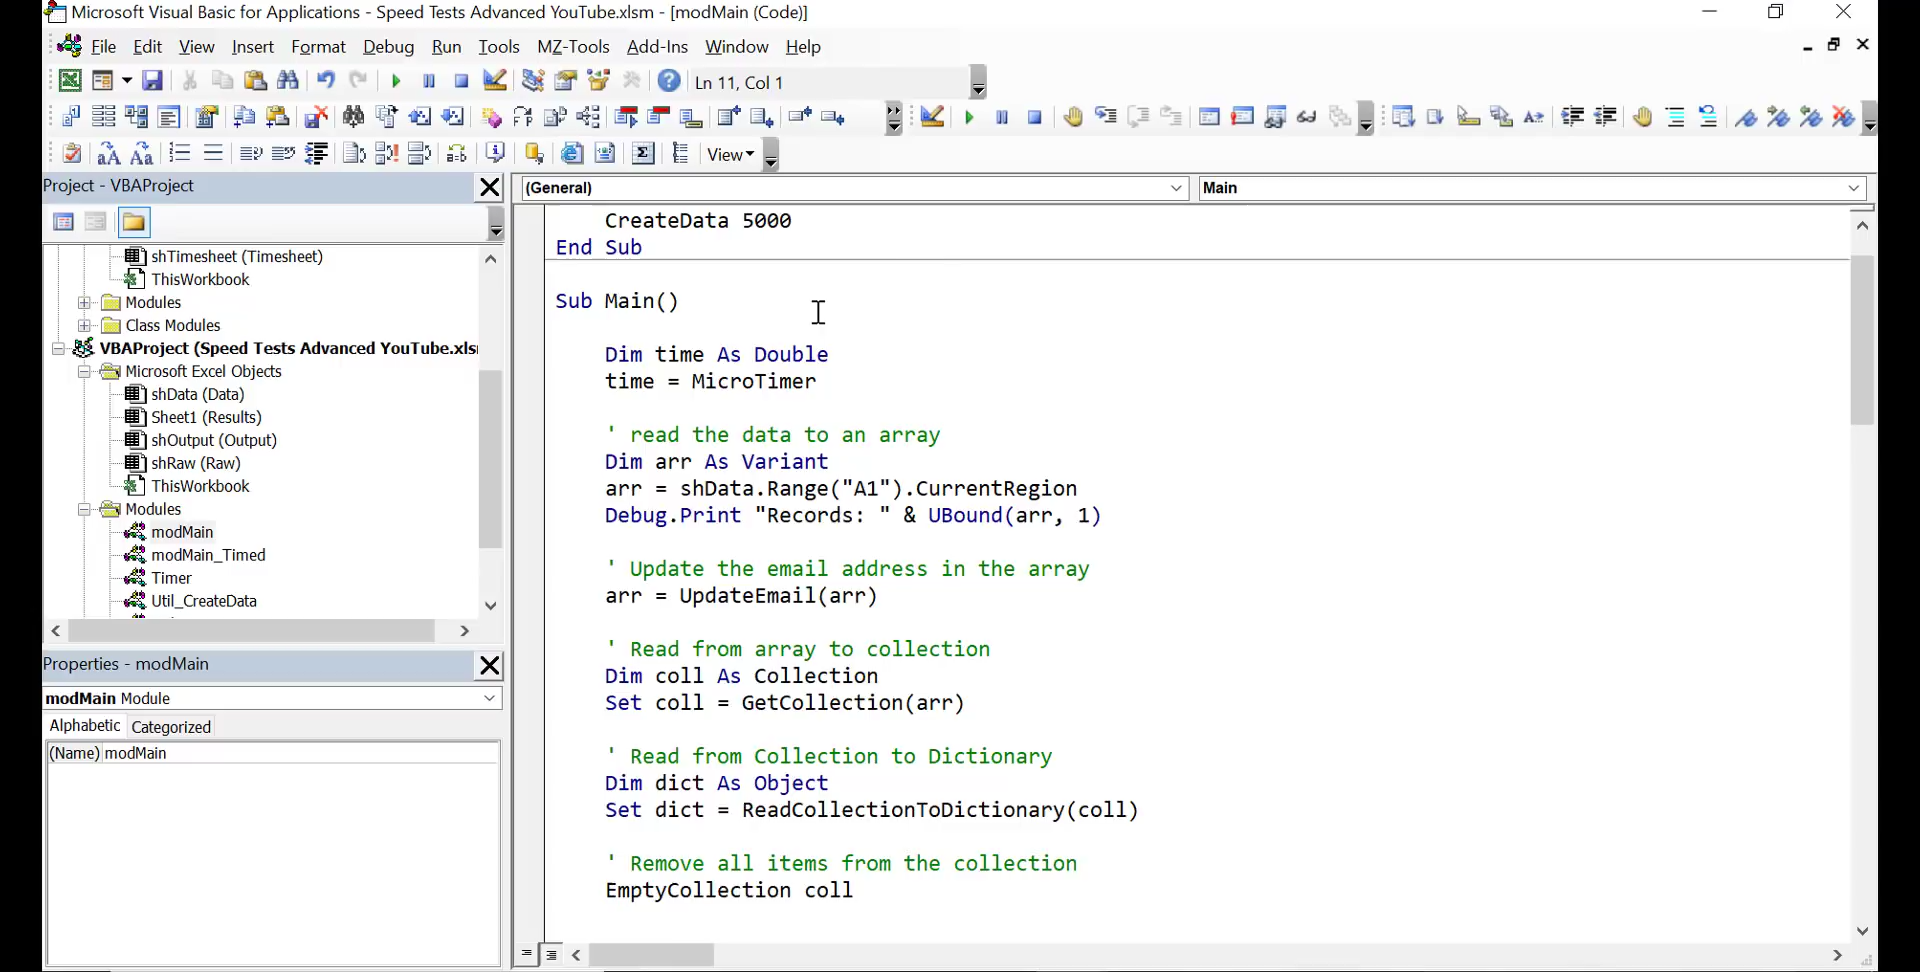 Microsoft Visual Basic for Applications - Speed Tests Advanced YouTube.xlsm - [modMain (Code)]
File Edit View Insert Format Debug Run Tools MZ-Tools Add-Ins Window Help
Ln 11, Col 1
View
Project - VBAProject
shTimesheet (Timesheet)
ThisWorkbook
Modules
Class Modules
VBAProject (Speed Tests Advanced YouTube.xls
Microsoft Excel Objects
shData (Data)
Sheet1 (Results)
shOutput (Output)
shRaw (Raw)
ThisWorkbook
Modules
modMain
modMain_Timed
Timer
Util_CreateData
Properties - modMain
modMain Module
Alphabetic Categorized
(Name) modMain
(General) Main
CreateData 5000
End Sub
Sub Main()
Dim time As Double
time = MicroTimer
' read the data to an array
Dim arr As Variant
arr = shData.Range("A1").CurrentRegion
Debug.Print "Records: " & UBound(arr, 1)
' Update the email address in the array
arr = UpdateEmail(arr)
' Read from array to collection
Dim coll As Collection
Set coll = GetCollection(arr)
' Read from Collection to Dictionary
Dim dict As Object
Set dict = ReadCollectionToDictionary(coll)
' Remove all items from the collection
EmptyCollection coll